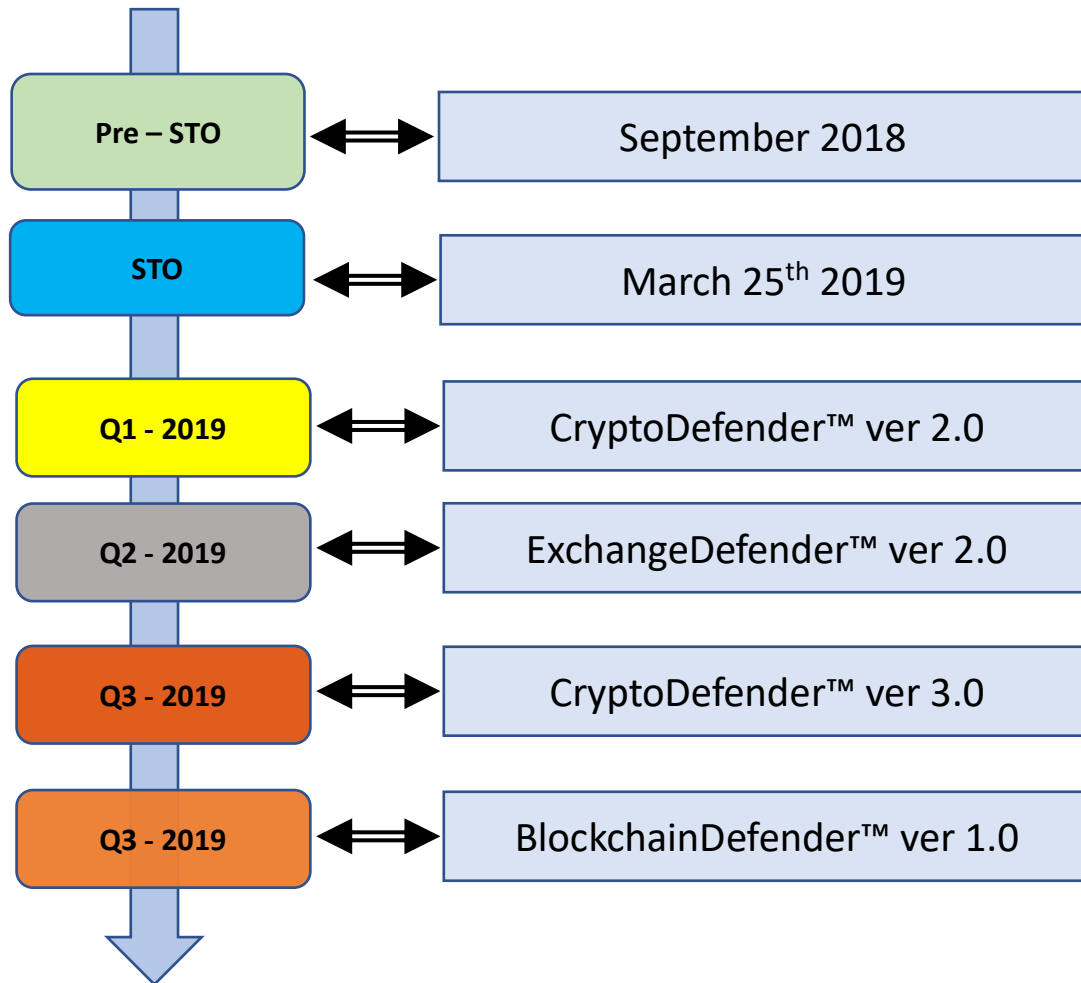 Pre – STO
September 2018
STO
March 25th 2019
Q1 - 2019
CryptoDefender™ ver 2.0
Q2 - 2019
ExchangeDefender™ ver 2.0
Q3 - 2019
CryptoDefender™ ver 3.0
Q3 - 2019
BlockchainDefender™ ver 1.0